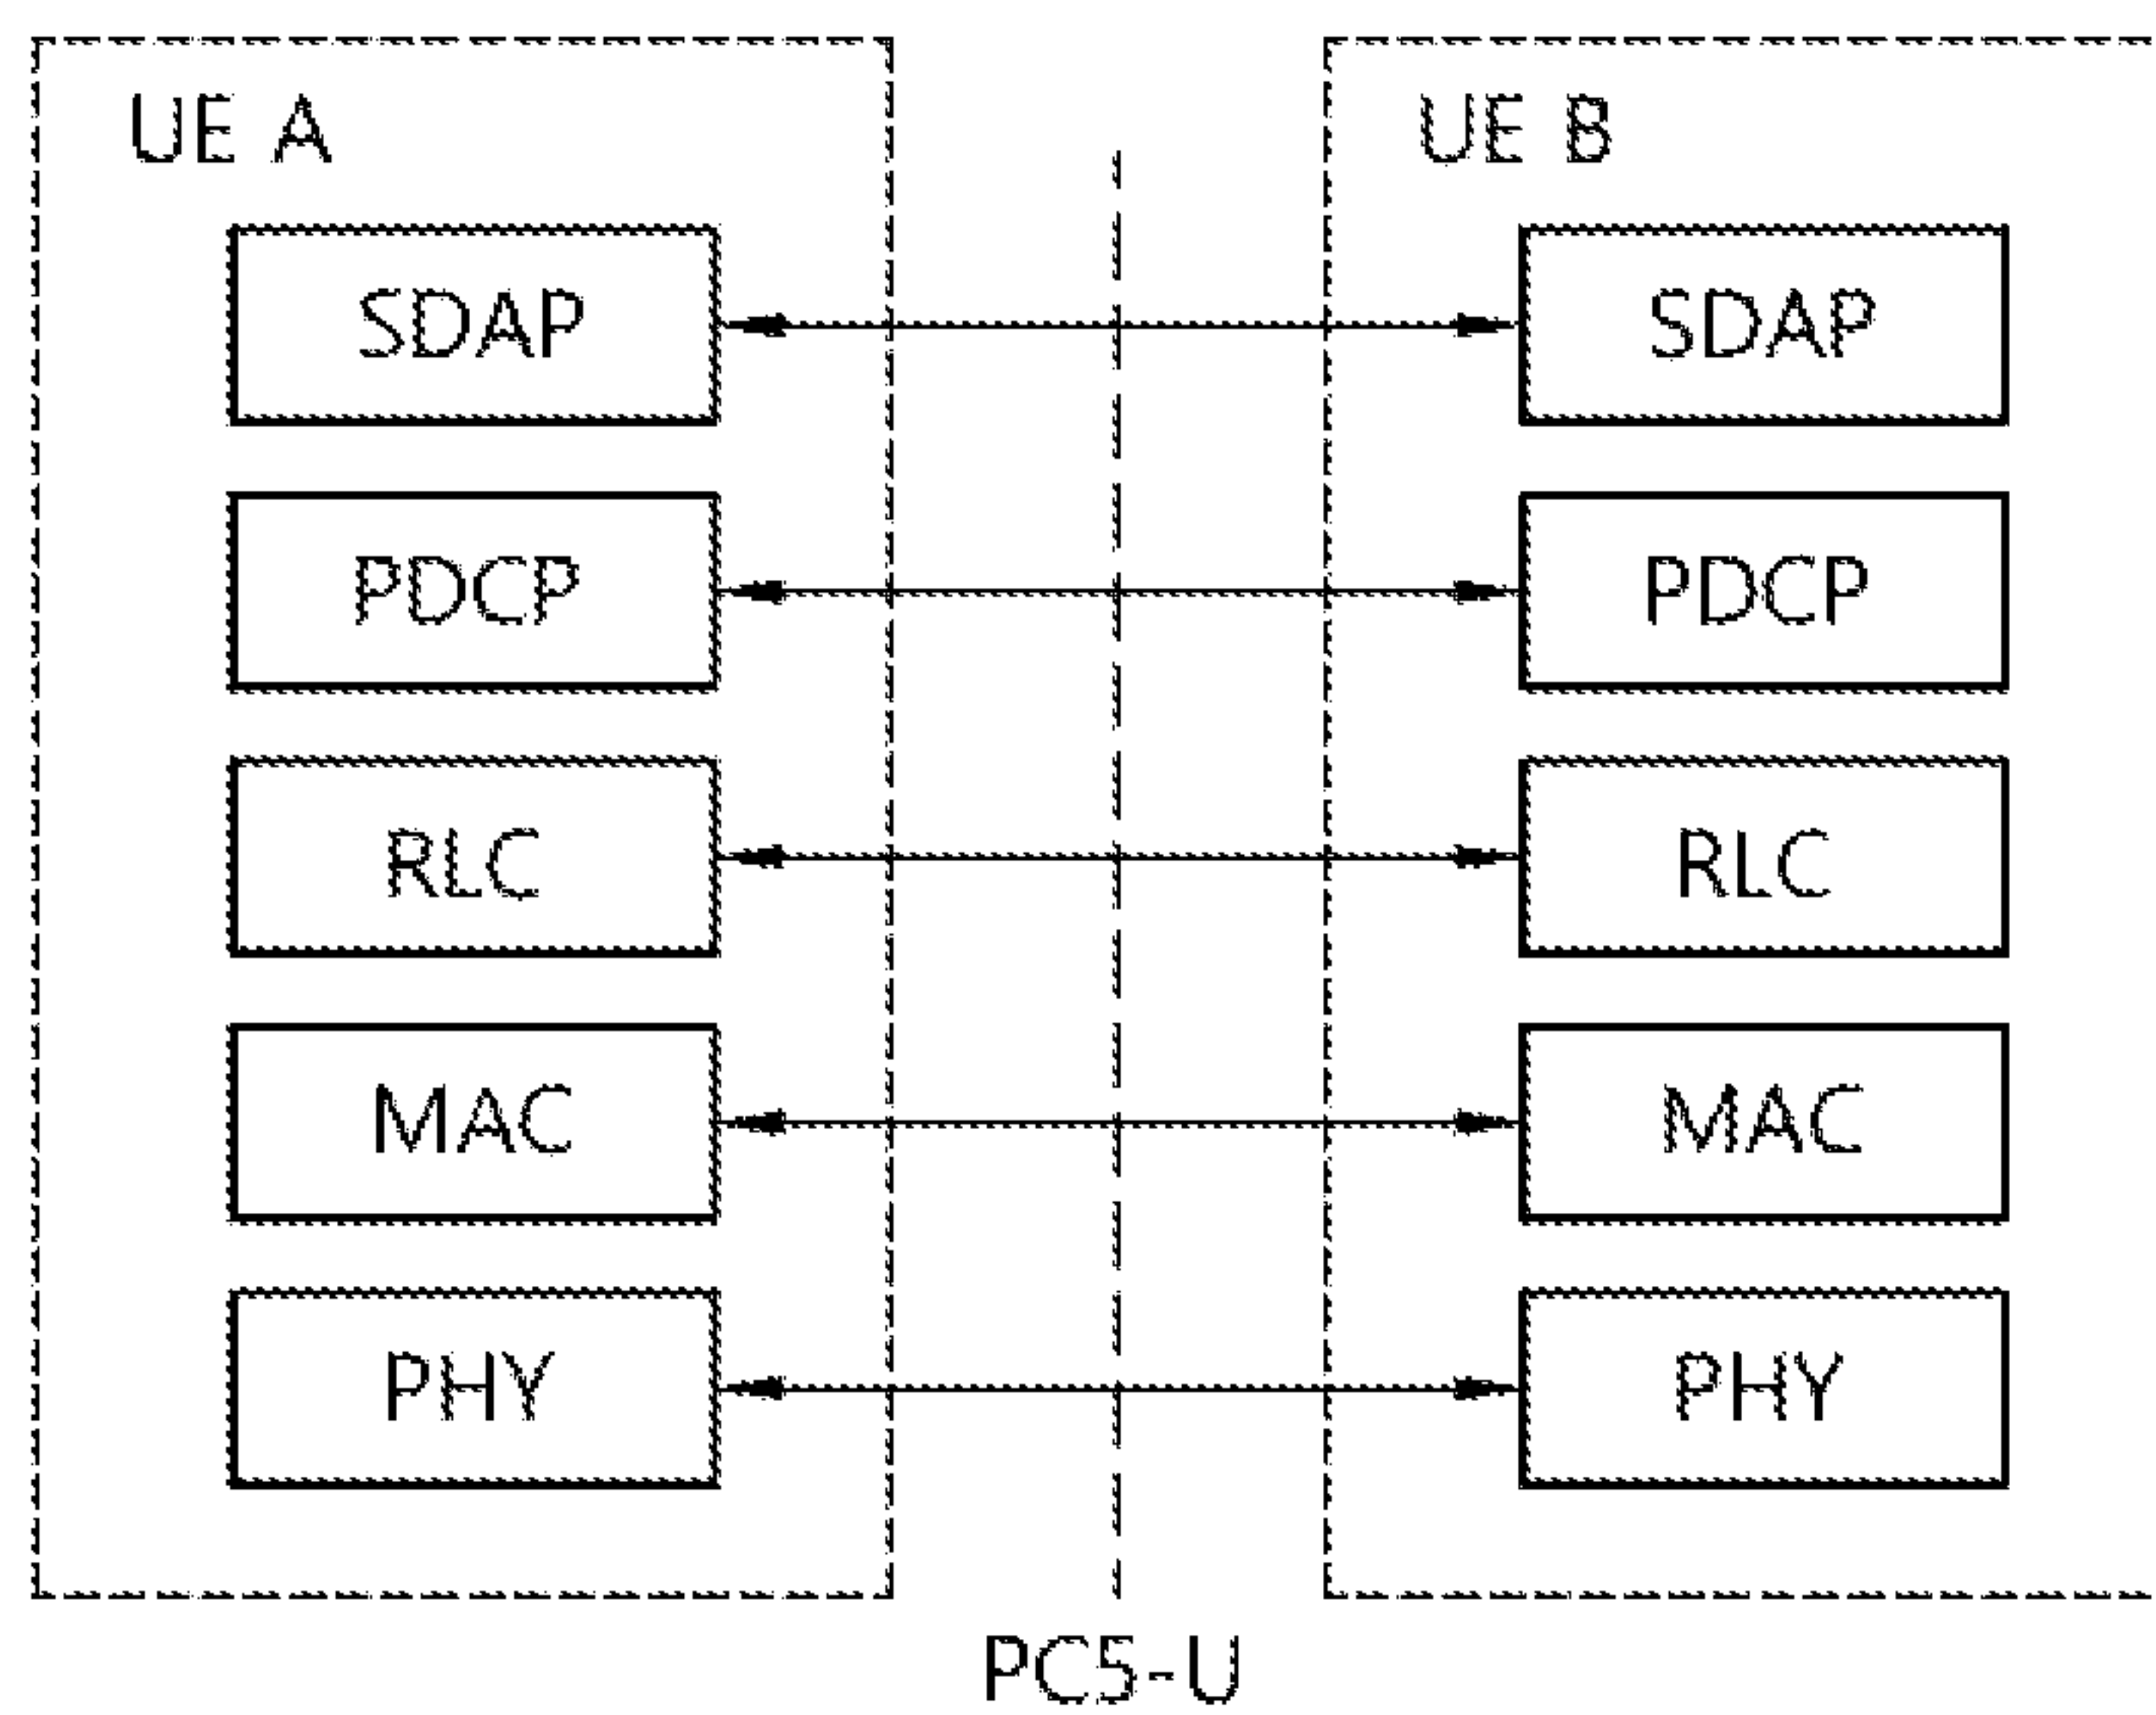 UE A
UE B
SDAP
SDAP
PDCP
PDCP
RLC
RLC
MAC
MAC
PHY
PHY
PC5-U